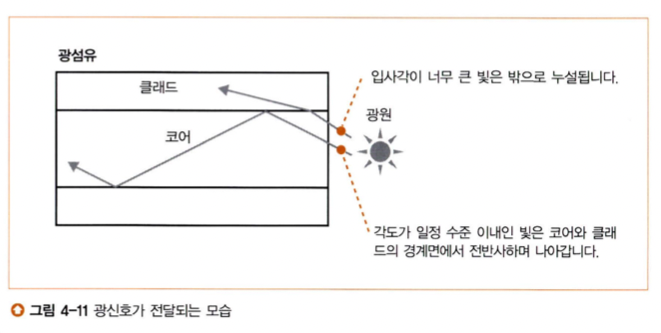 광섬유
클래드
입사각이 너무 큰 빛은 밖으로 누설됩니다.
광원
코어
각도가 일정 수준 이내인 빛은 코어와 클래
드의 경계면에서 전반사하며 나아갑니다.
그림 4-11 광신호가 전달되는 모습